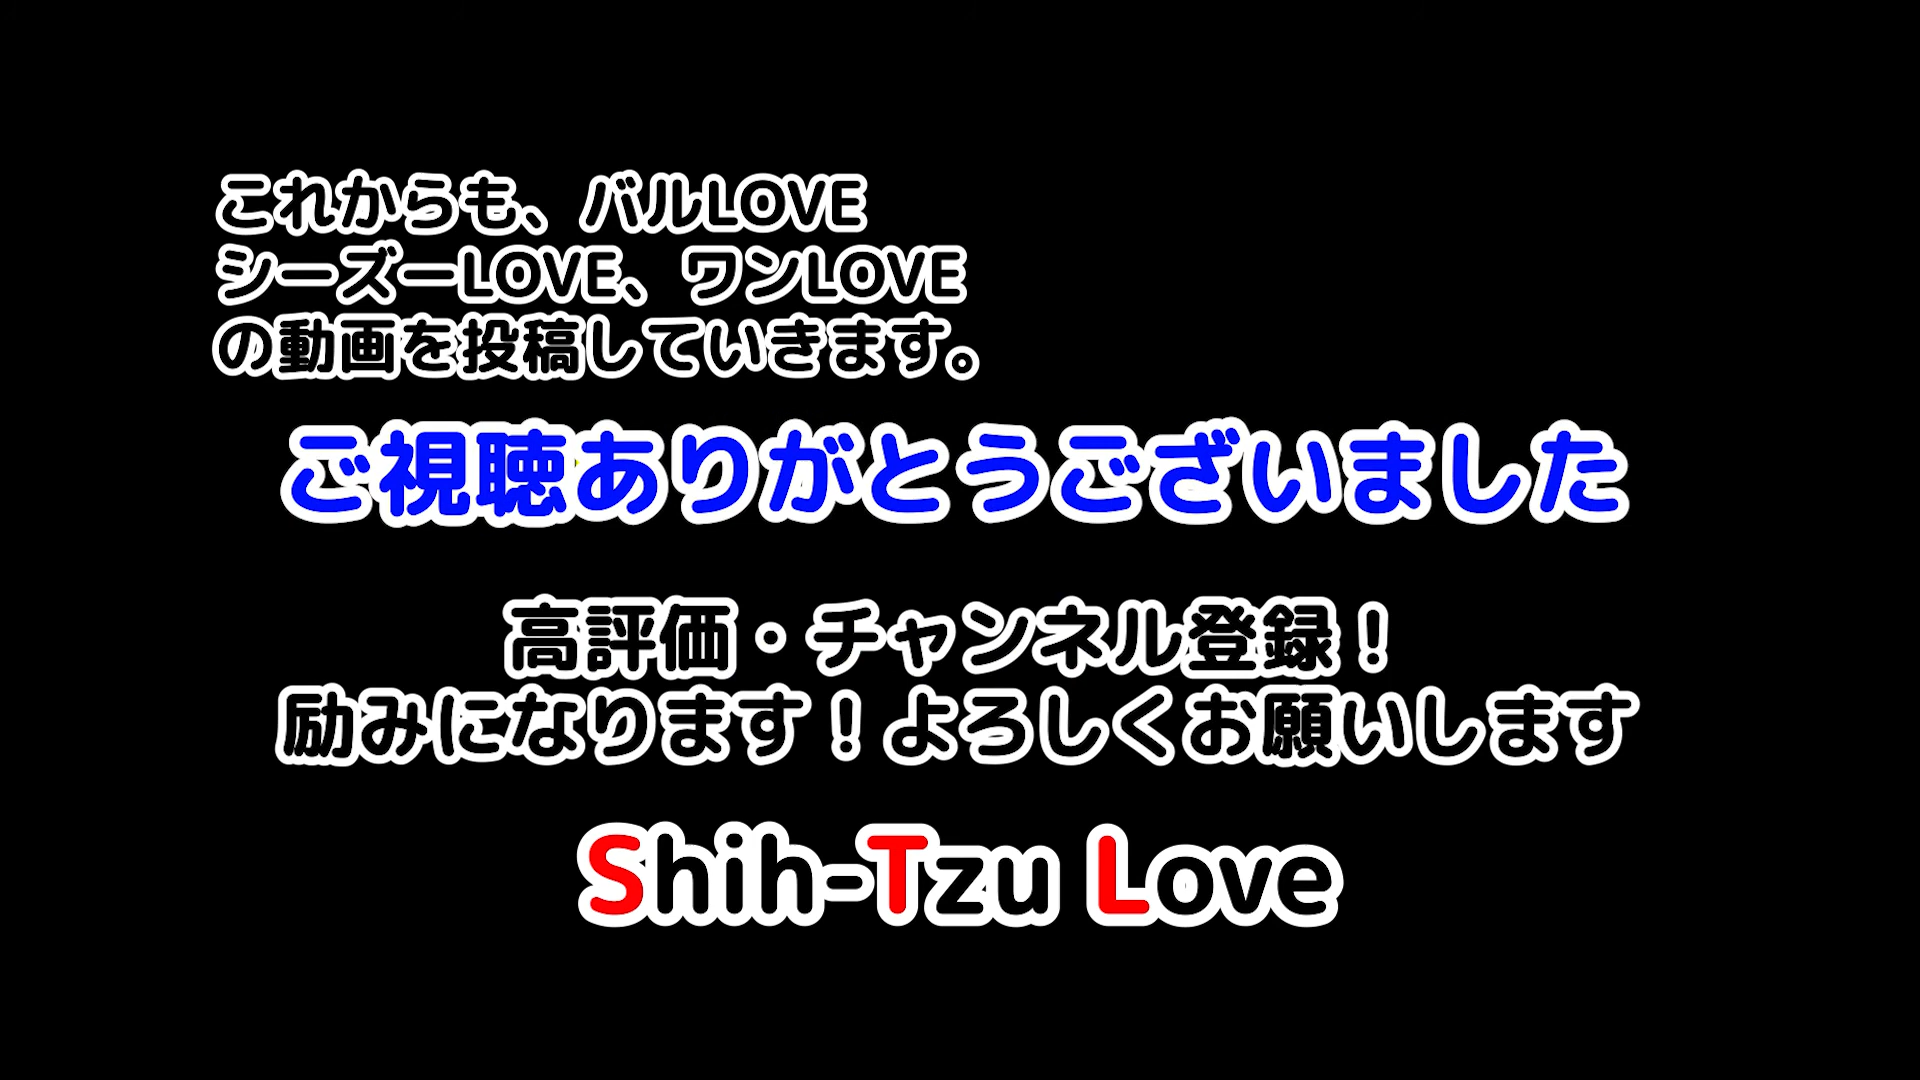 これからも、バルLOVE
シーズーLOVE、ワンLOVE
の動画を投稿していきます。
ご視聴ありがとうございました
高評価・チャンネル登録！
励みになります！よろしくお願いします
Shih-Tzu Love